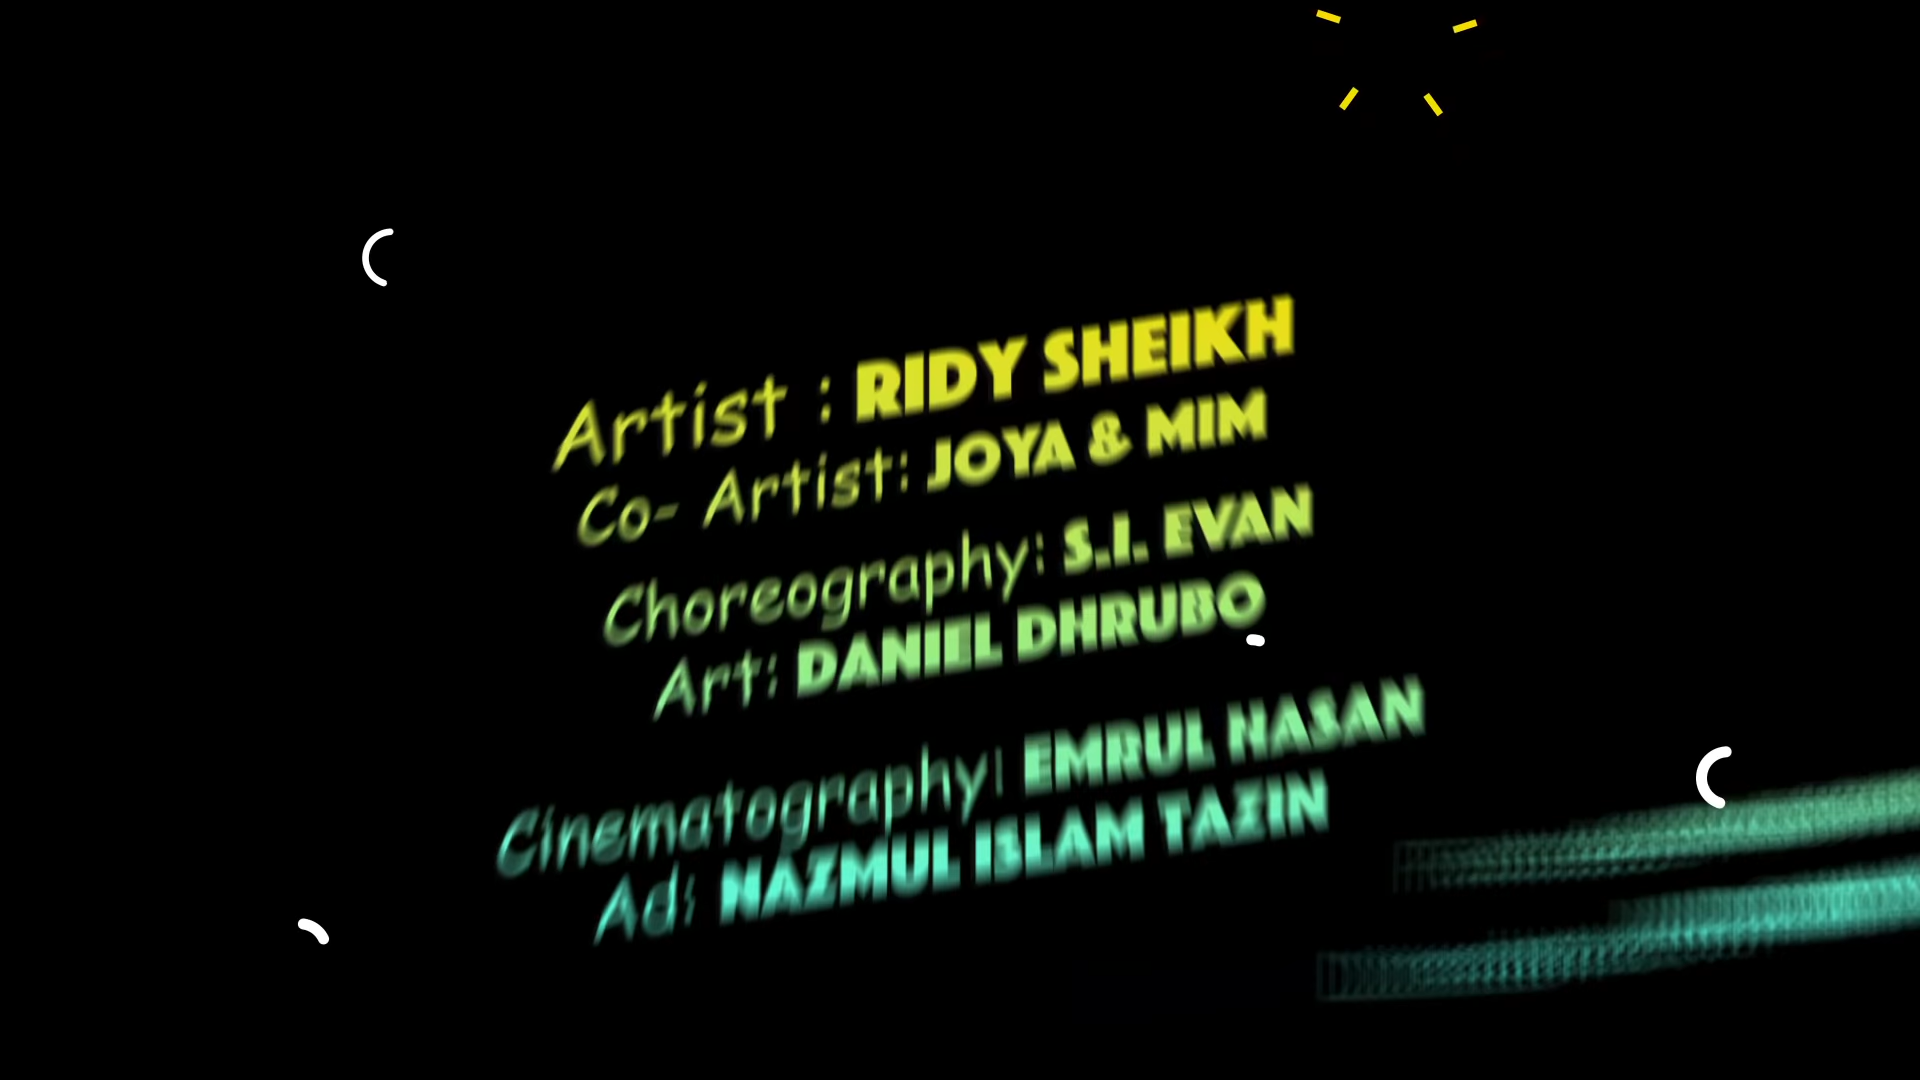 Artist : RIDY SHEIKH
Co- Artist: JOYA & MIM
Choreography: S.I. EVAN
Art: DANIEL DHRUBO
Cinematography: EMRUL HASAN
Ad: NAZMUL ISLAM TAZIN